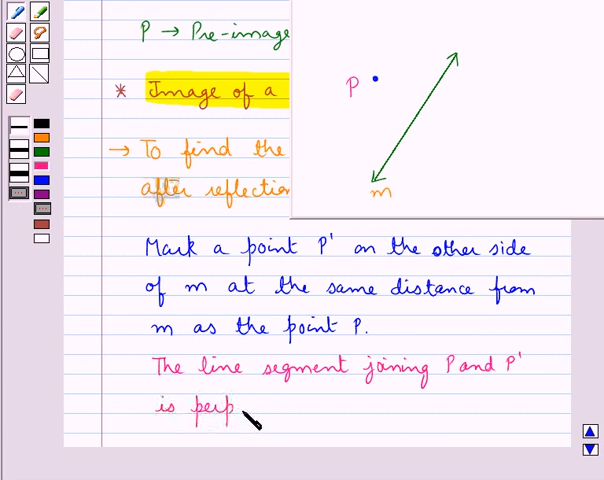 P → Pre-image
* Image of a
→ To find the
after reflection
Mark a point P' on the other side
of m at the same distance from
m as the point P.
The line segment joining P and P'
is perp
P
m